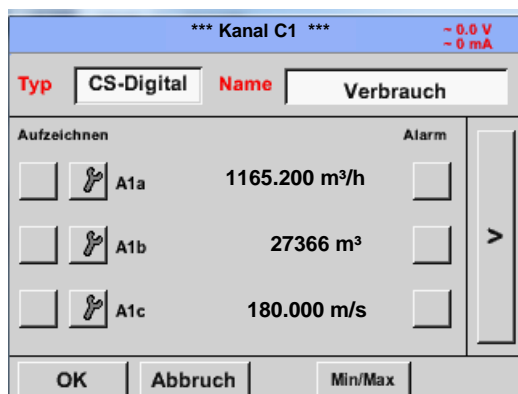 *** Kanal C1 *** ~ 0.0 V
~ 0 mA
Typ CS-Digital Name Verbrauch
Aufzeichnen Alarm
A1a 1165.200 m³/h
A1b 27366 m³ >
A1c 180.000 m/s
OK Abbruch Min/Max